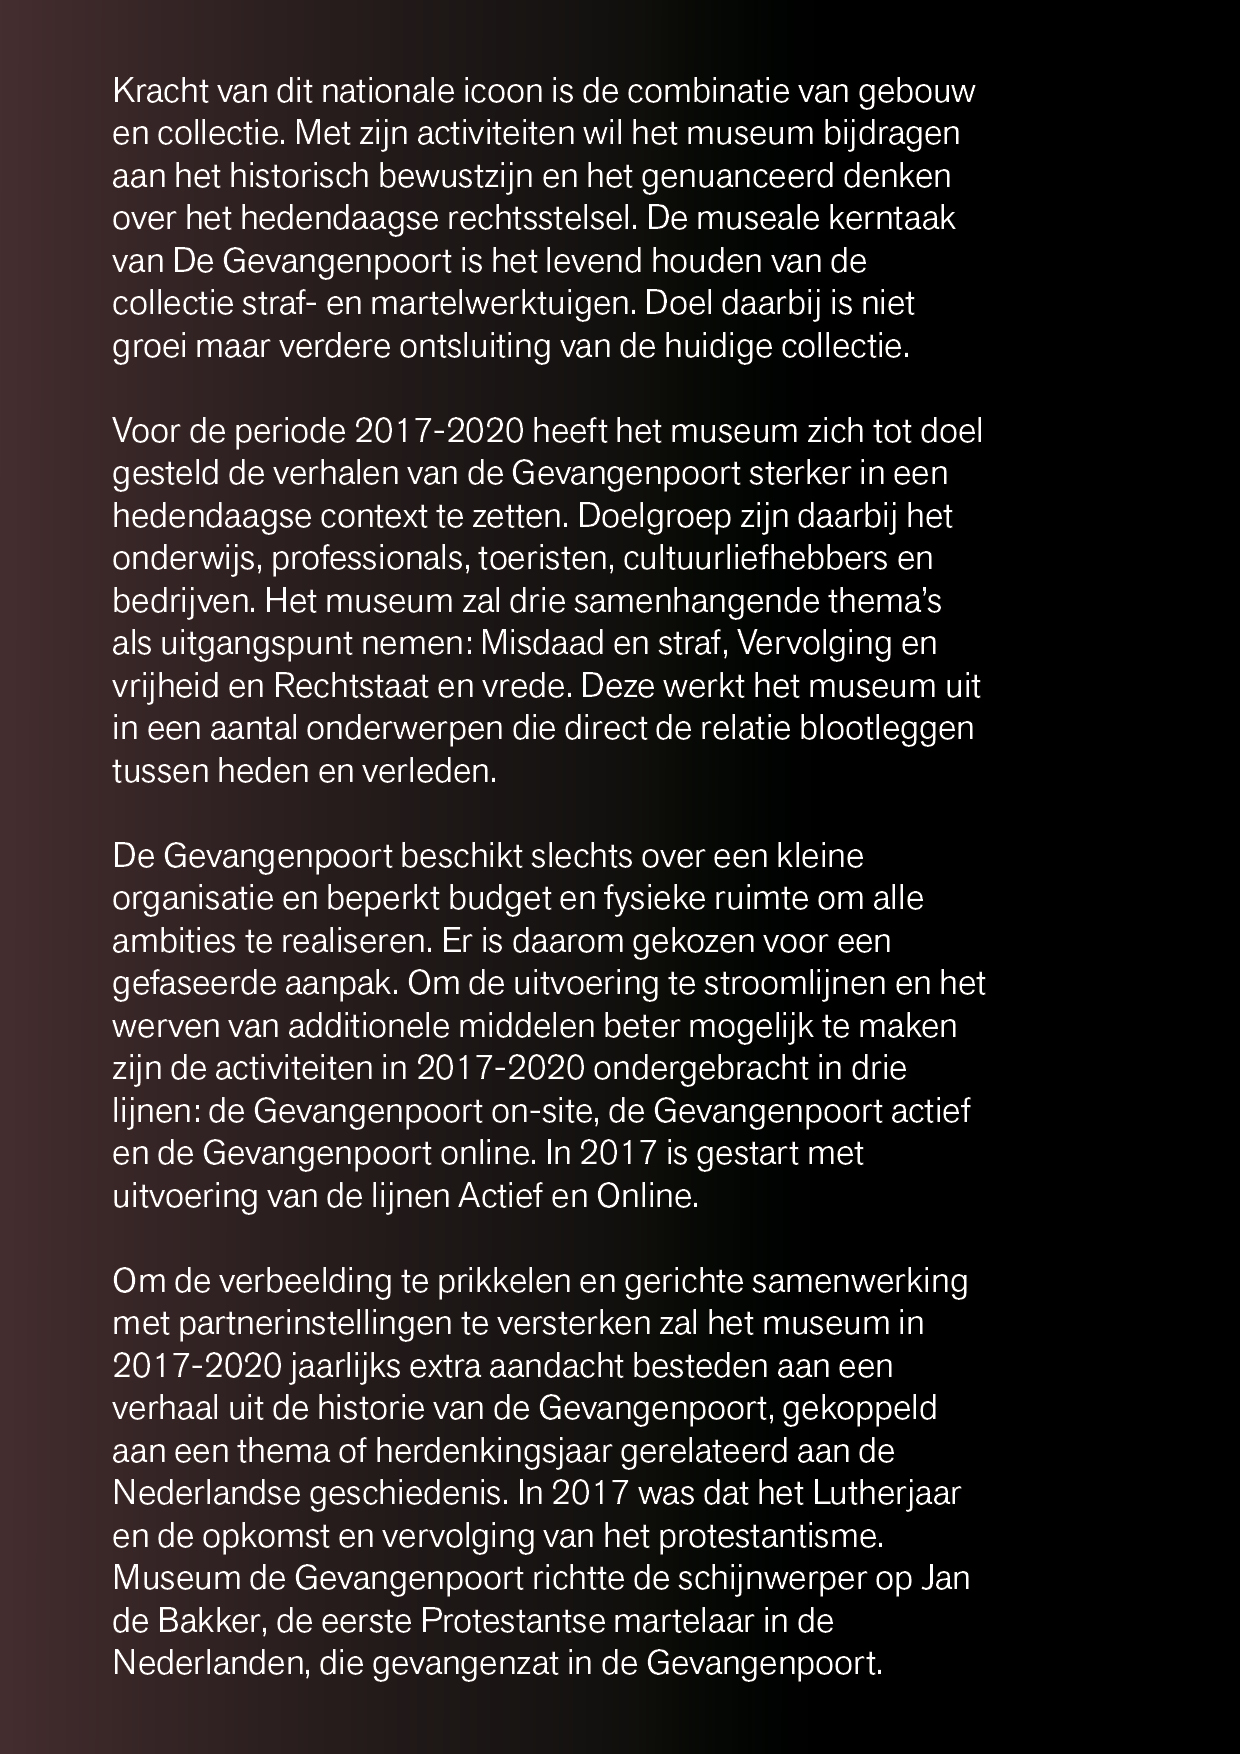 Kracht van dit nationale icoon is de combinatie van gebouw
en collectie. Met zijn activiteiten wil het museum bijdragen
aan het historisch bewustzijn en het genuanceerd denken
over het hedendaagse rechtsstelsel. De museale kerntaak
van De Gevangenpoort is het levend houden van de
collectie straf- en martelwerktuigen. Doel daarbij is niet
groei maar verdere ontsluiting van de huidige collectie.

Voor de periode 2017-2020 heeft het museum zich tot doel
gesteld de verhalen van de Gevangenpoort sterker in een
hedendaagse context te zetten. Doelgroep zijn daarbij het
onderwijs, professionals, toeristen, cultuurliefhebbers en
bedrijven. Het museum zal drie samenhangende thema’s
als uitgangspunt nemen: Misdaad en straf, Vervolging en
vrijheid en Rechtstaat en vrede. Deze werkt het museum uit
in een aantal onderwerpen die direct de relatie blootleggen
tussen heden en verleden.

De Gevangenpoort beschikt slechts over een kleine
organisatie en beperkt budget en fysieke ruimte om alle
ambities te realiseren. Er is daarom gekozen voor een
gefaseerde aanpak. Om de uitvoering te stroomlijnen en het
werven van additionele middelen beter mogelijk te maken
zijn de activiteiten in 2017-2020 ondergebracht in drie
lijnen: de Gevangenpoort on-site, de Gevangenpoort actief
en de Gevangenpoort online. In 2017 is gestart met
uitvoering van de lijnen Actief en Online.

Om de verbeelding te prikkelen en gerichte samenwerking
met partnerinstellingen te versterken zal het museum in
2017-2020 jaarlijks extra aandacht besteden aan een
verhaal uit de historie van de Gevangenpoort, gekoppeld
aan een thema of herdenkingsjaar gerelateerd aan de
Nederlandse geschiedenis. In 2017 was dat het Lutherjaar
en de opkomst en vervolging van het protestantisme.
Museum de Gevangenpoort richtte de schijnwerper op Jan
de Bakker, de eerste Protestantse martelaar in de
Nederlanden, die gevangenzat in de Gevangenpoort.